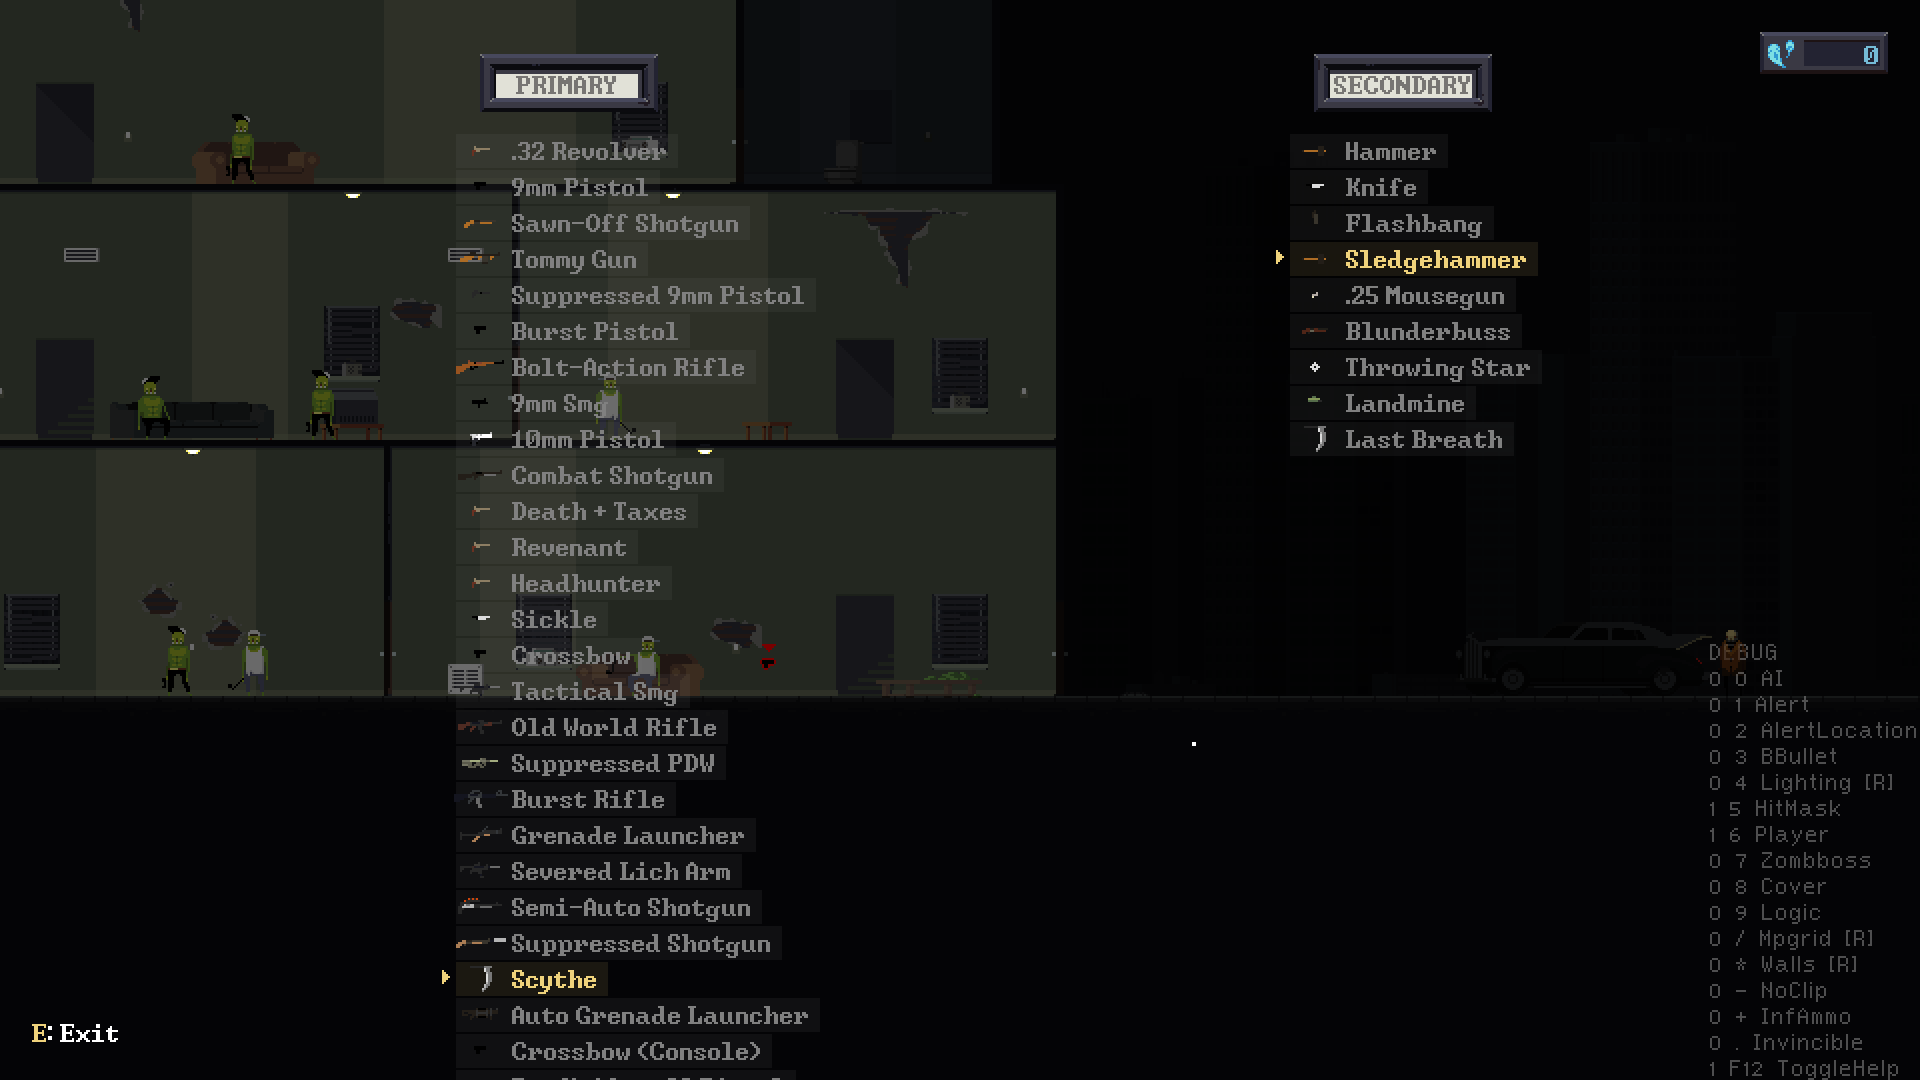 PRIMARY
.32 Revolver
9mm Pistol
Sawn-Off Shotgun
Tommy Gun
Suppressed 9mm Pistol
Burst Pistol
Bolt-Action Rifle
9mm Smg
10mm Pistol
Combat Shotgun
Death + Taxes
Revenant
Headhunter
Sickle
Crossbow
Tactical Smg
Old World Rifle
Suppressed PDW
Burst Rifle
Grenade Launcher
Severed Lich Arm
Semi-Auto Shotgun
Suppressed Shotgun
Scythe
Auto Grenade Launcher
Crossbow (Console)
SECONDARY
Hammer
Knife
Flashbang
Sledgehammer
.25 Mousegun
Blunderbuss
Throwing Star
Landmine
Last Breath
0
DEBUG
0 0 AI
0 1 Alert
0 2 AlertLocation
0 3 BBullet
0 4 Lighting [R]
1 5 HitMask
1 6 Player
0 7 Zombboss
0 8 Cover
0 9 Logic
0 / Mpgrid [R]
0 * Walls [R]
0 - NoClip
0 + InfAmmo
0 . Invincible
1 F12 ToggleHelp
E: Exit